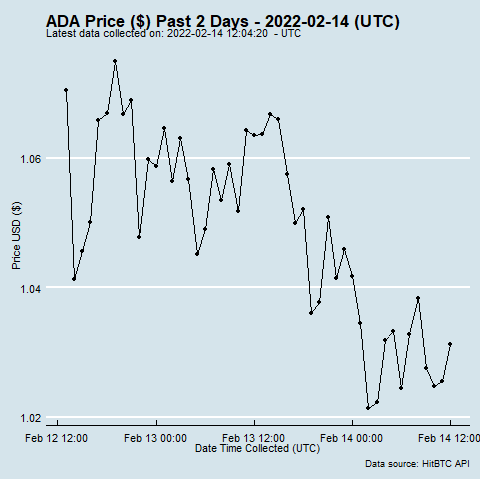 ADA Price ($) Past 2 Days - 2022-02-14 (UTC)
Latest data collected on: 2022-02-14 12:04:20  - UTC
1.06
1.04
1.02
Price USD ($)
Feb 12 12:00
Feb 13 00:00
Feb 13 12:00
Feb 14 00:00
Feb 14 12:00
Date Time Collected (UTC)
Data source: HitBTC API